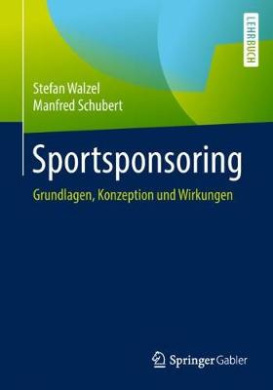 LEHRBUCH
Stefan Walzel
Manfred Schubert
Sportsponsoring
Grundlagen, Konzeption und Wirkungen
Springer Gabler